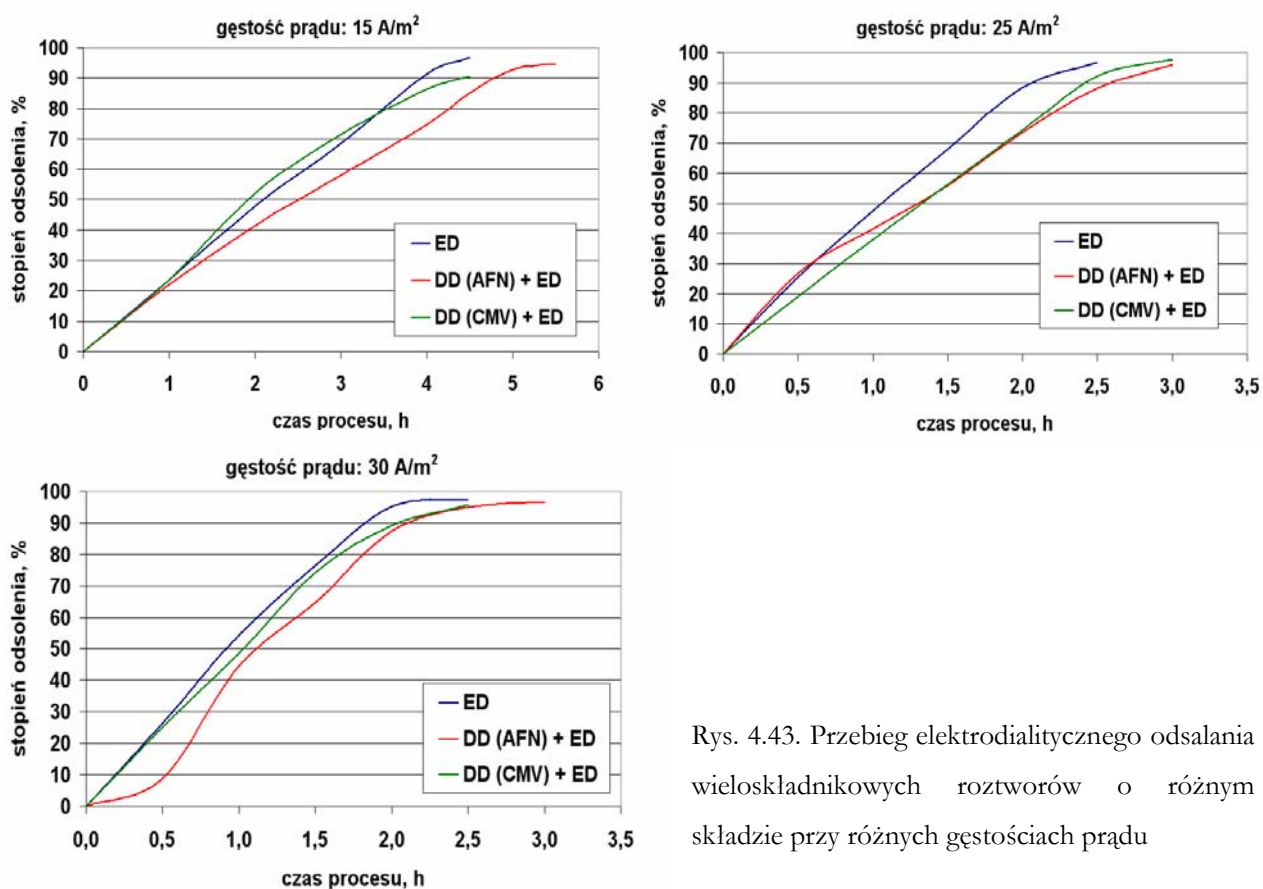 gęstość prądu: 15 A/m²
stopień odsolenia, %
100
90
80
70
60
50
40
30
20
10
0
ED
DD (AFN) + ED
DD (CMV) + ED
0 1 2 3 4 5 6
czas procesu, h
gęstość prądu: 25 A/m²
stopień odsolenia, %
100
90
80
70
60
50
40
30
20
10
0
ED
DD (AFN) + ED
DD (CMV) + ED
0,0 0,5 1,0 1,5 2,0 2,5 3,0 3,5
czas procesu, h
gęstość prądu: 30 A/m²
stopień odsolenia, %
100
90
80
70
60
50
40
30
20
10
0
ED
DD (AFN) + ED
DD (CMV) + ED
0,0 0,5 1,0 1,5 2,0 2,5 3,0 3,5
czas procesu, h
Rys. 4.43. Przebieg elektrodialitycznego odsalania
wieloskładnikowych roztworów o różnym
składzie przy różnych gęstościach prądu